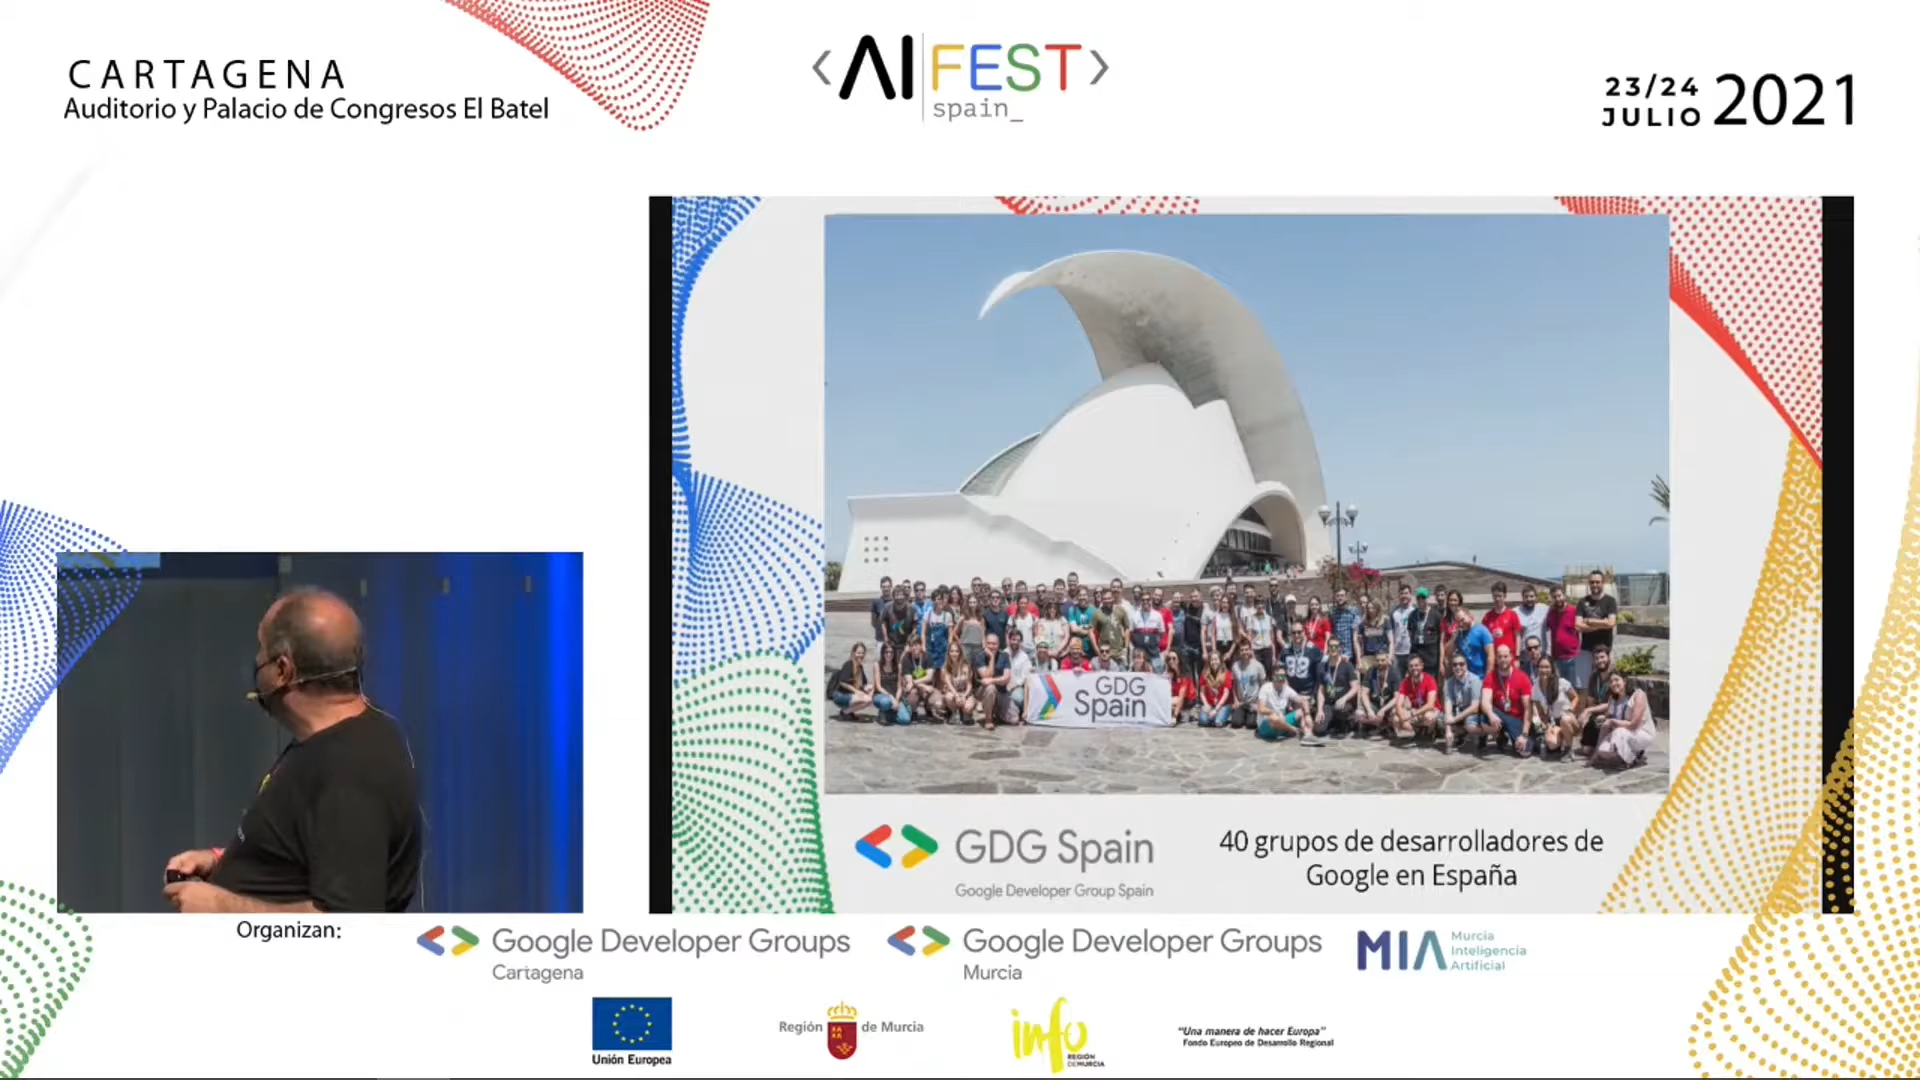 CARTAGENA
Auditorio y Palacio de Congresos El Batel
<AI FEST>
spain_
23/24
JULIO 2021
GDG
Spain
GDG Spain
Google Developer Group Spain
40 grupos de desarrolladores de
Google en España
Organizan:
Google Developer Groups
Cartagena
Google Developer Groups
Murcia
MIA
Murcia
Inteligencia
Artificial
Unión Europea
Región de Murcia
info
REGIÓN
DE MURCIA
"Una manera de hacer Europa"
Fondo Europeo de Desarrollo Regional